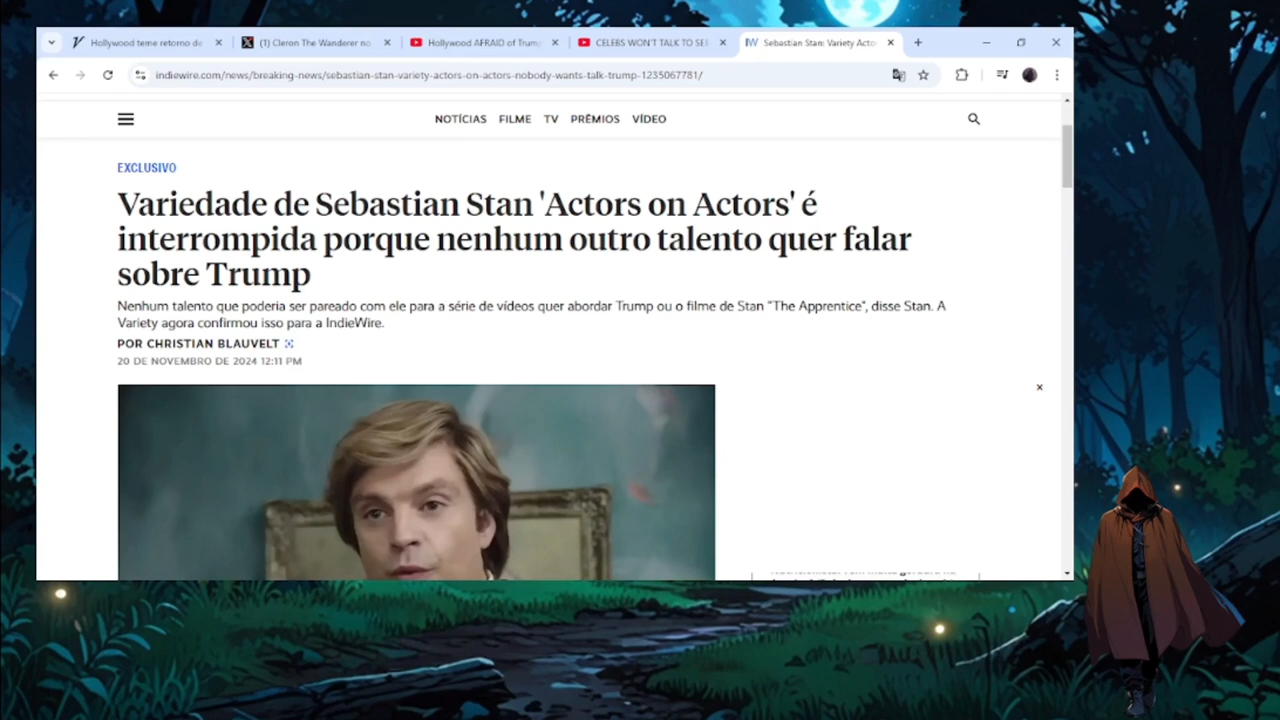 Hollywood teme retorno de
(1) Cleron The Wanderer no
Hollywood AFRAID of Trump
CELEBS WON'T TALK TO SE
Sebastian Stan: Variety Acto
indiewire.com/news/breaking-news/sebastian-stan-variety-actors-on-actors-nobody-wants-talk-trump-1235067781/
NOTÍCIAS FILME TV PRÊMIOS VÍDEO
EXCLUSIVO
Variedade de Sebastian Stan 'Actors on Actors' é
interrompida porque nenhum outro talento quer falar
sobre Trump
Nenhum talento que poderia ser pareado com ele para a série de vídeos quer abordar Trump ou o filme de Stan "The Apprentice", disse Stan. A
Variety agora confirmou isso para a IndieWire.
POR CHRISTIAN BLAUVELT
20 DE NOVEMBRO DE 2024 12:11 PM